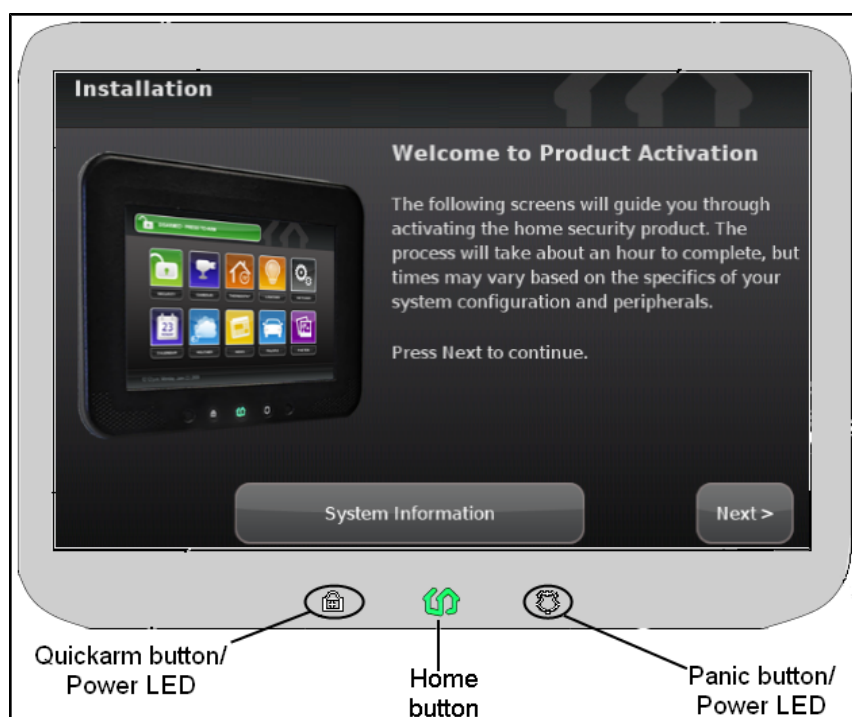 Installation
Welcome to Product Activation
The following screens will guide you through
activating the home security product. The
process will take about an hour to complete, but
times may vary based on the specifics of your
system configuration and peripherals.
Press Next to continue.
23
System Information
Next >
Quickarm button/
Power LED
Home
button
Panic button/
Power LED